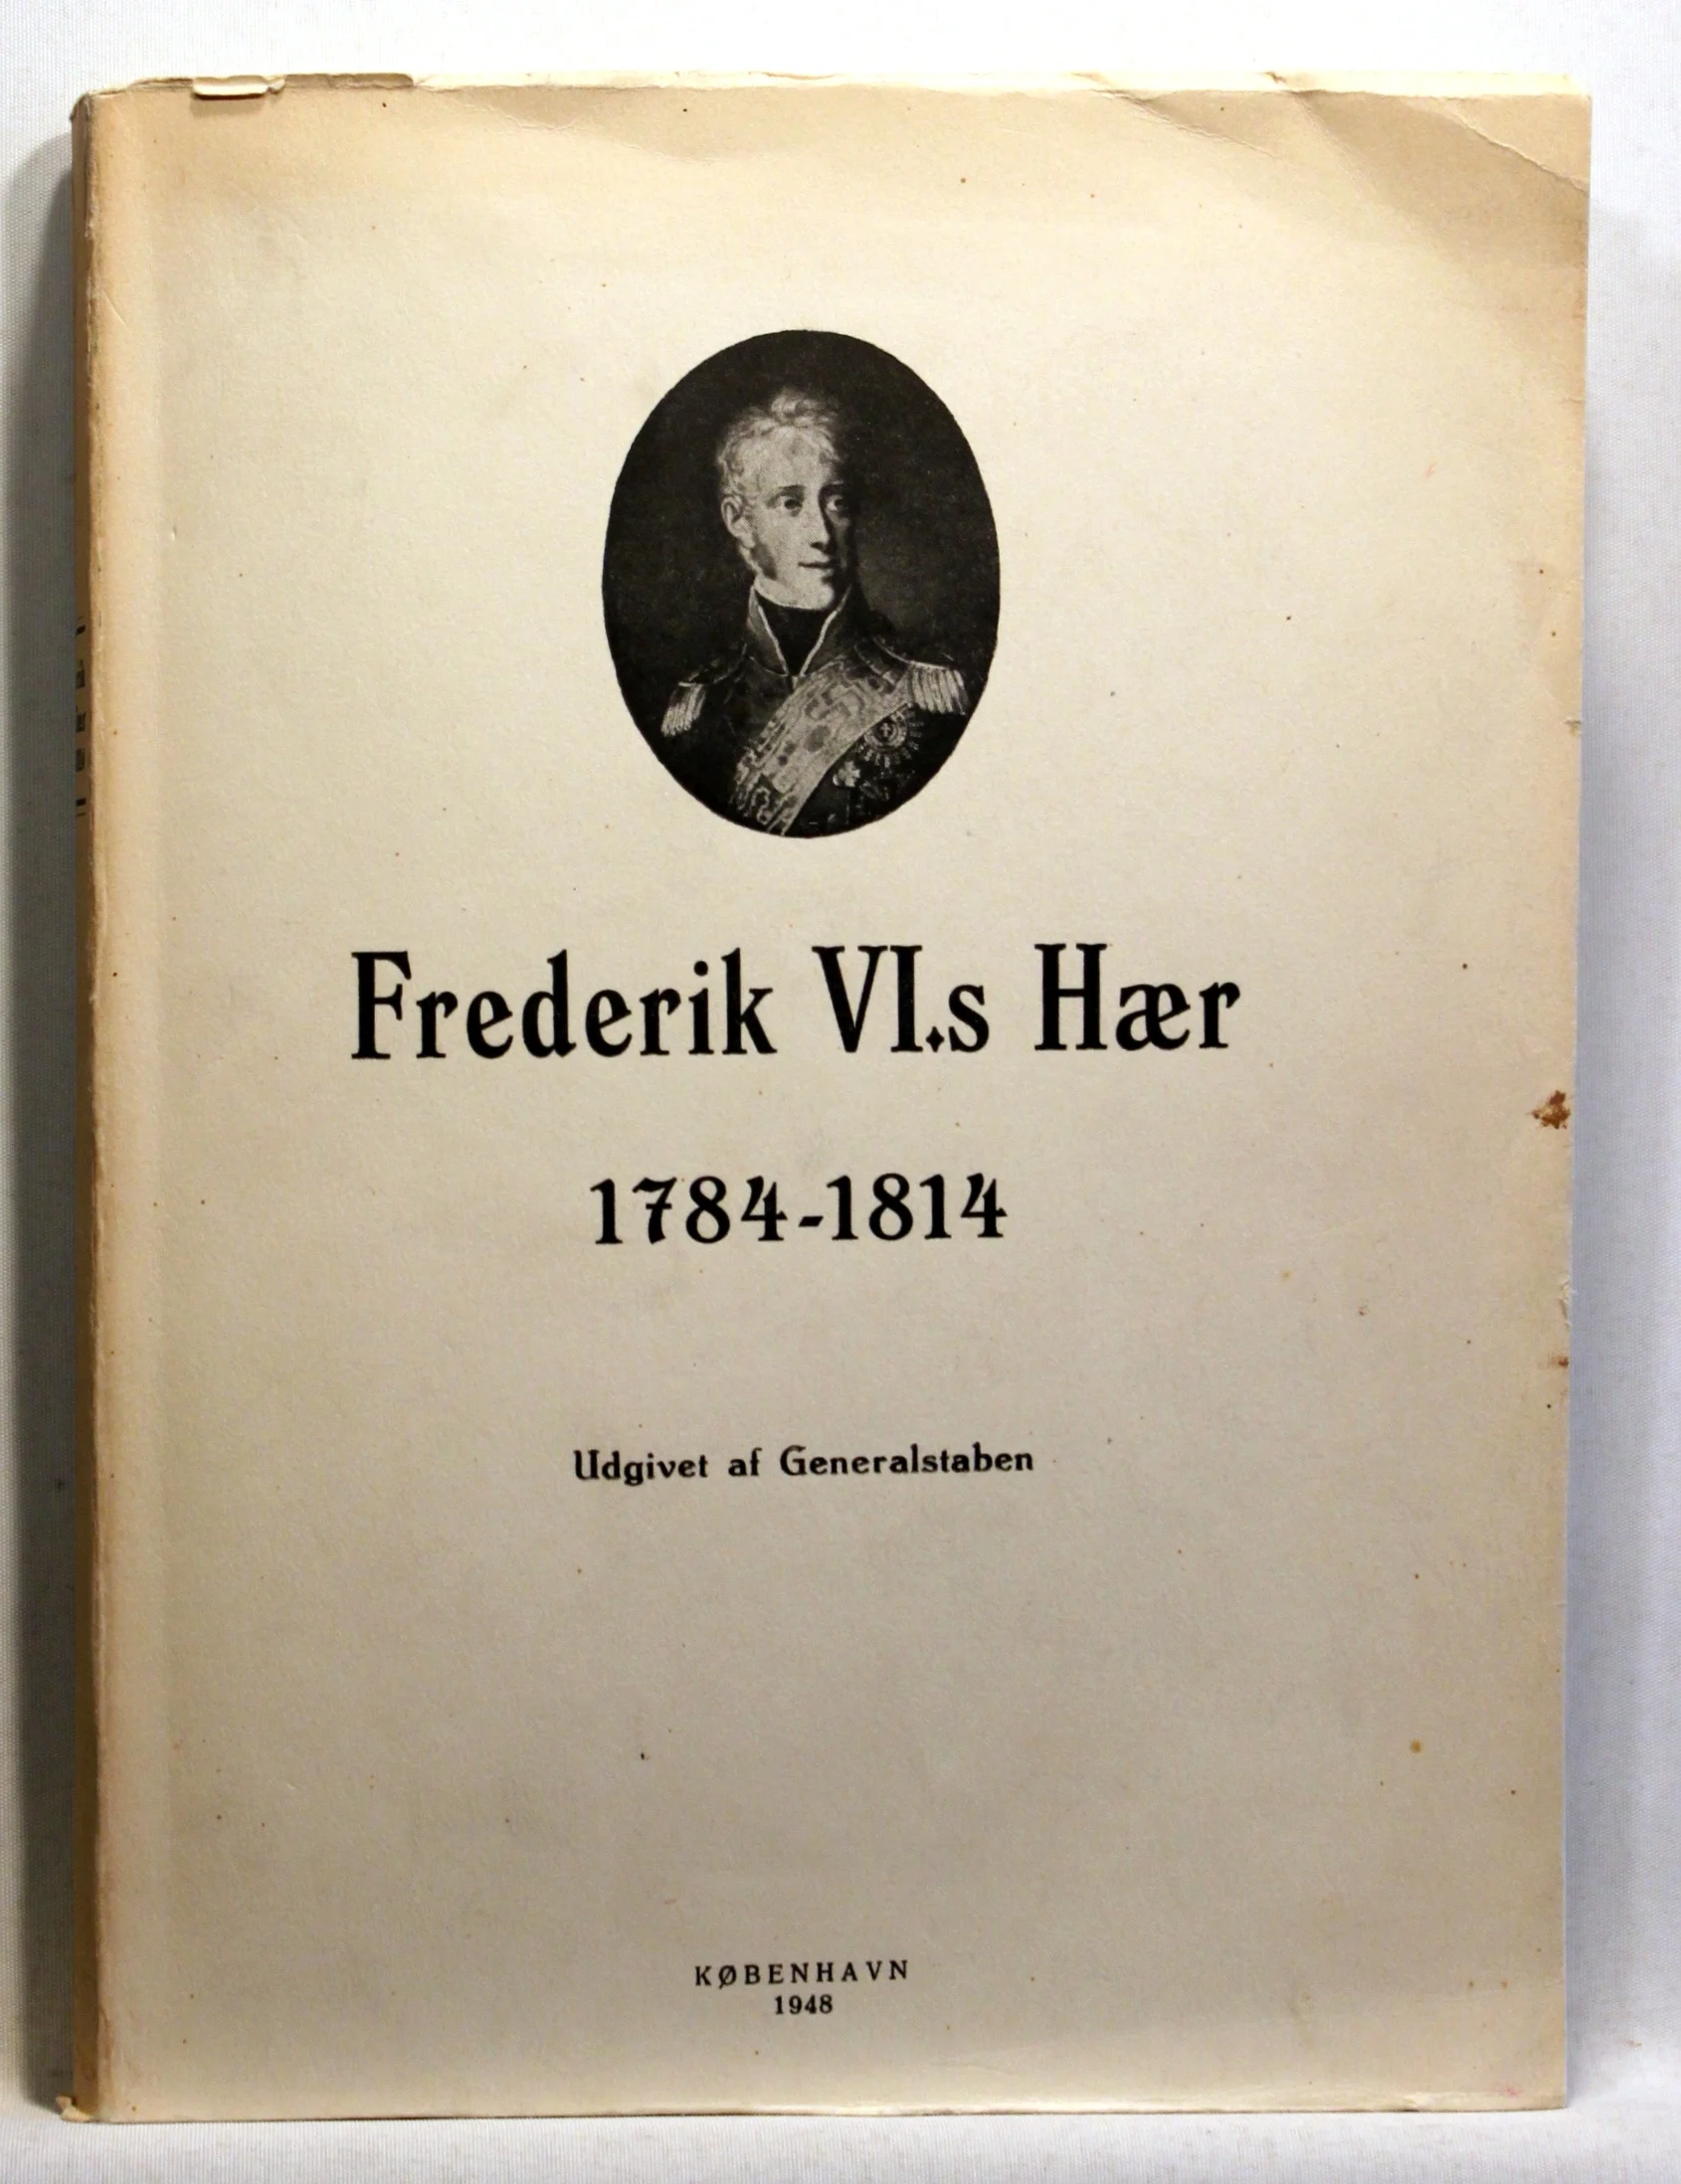 Frederik VI.s Hær
1784-1814
Udgivet af Generalstaben
KØBENHAVN
1948